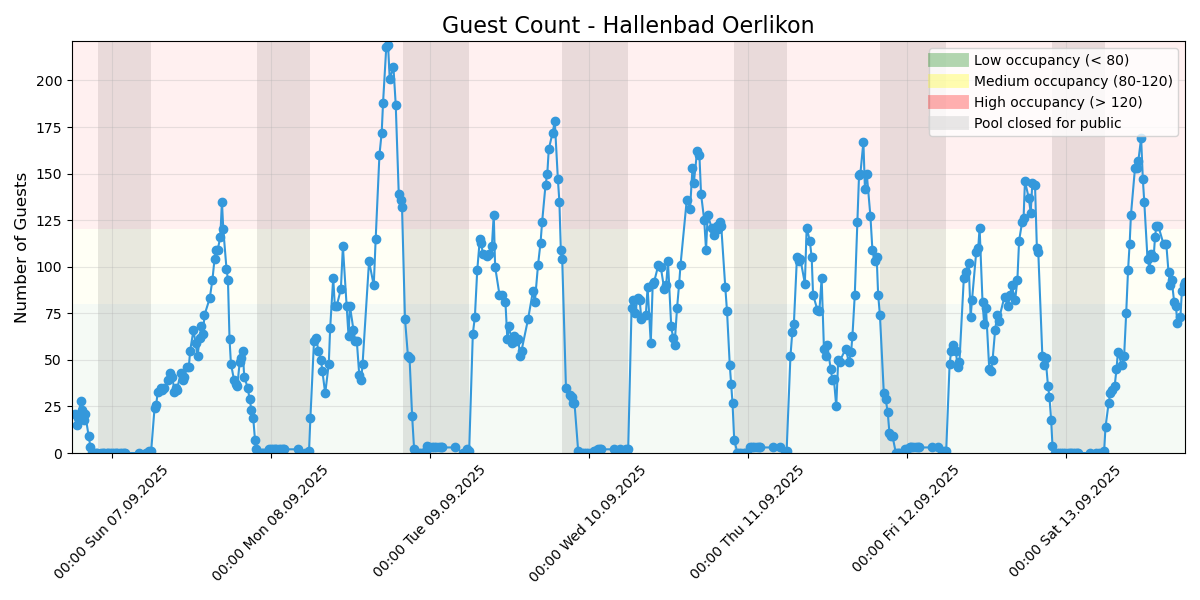 Guest Count - Hallenbad Oerlikon
Number of Guests
200
175
150
125
100
75
50
25
0
Low occupancy (< 80)
Medium occupancy (80-120)
High occupancy (> 120)
Pool closed for public
00:00 Sun 07.09.2025
00:00 Mon 08.09.2025
00:00 Tue 09.09.2025
00:00 Wed 10.09.2025
00:00 Thu 11.09.2025
00:00 Fri 12.09.2025
00:00 Sat 13.09.2025